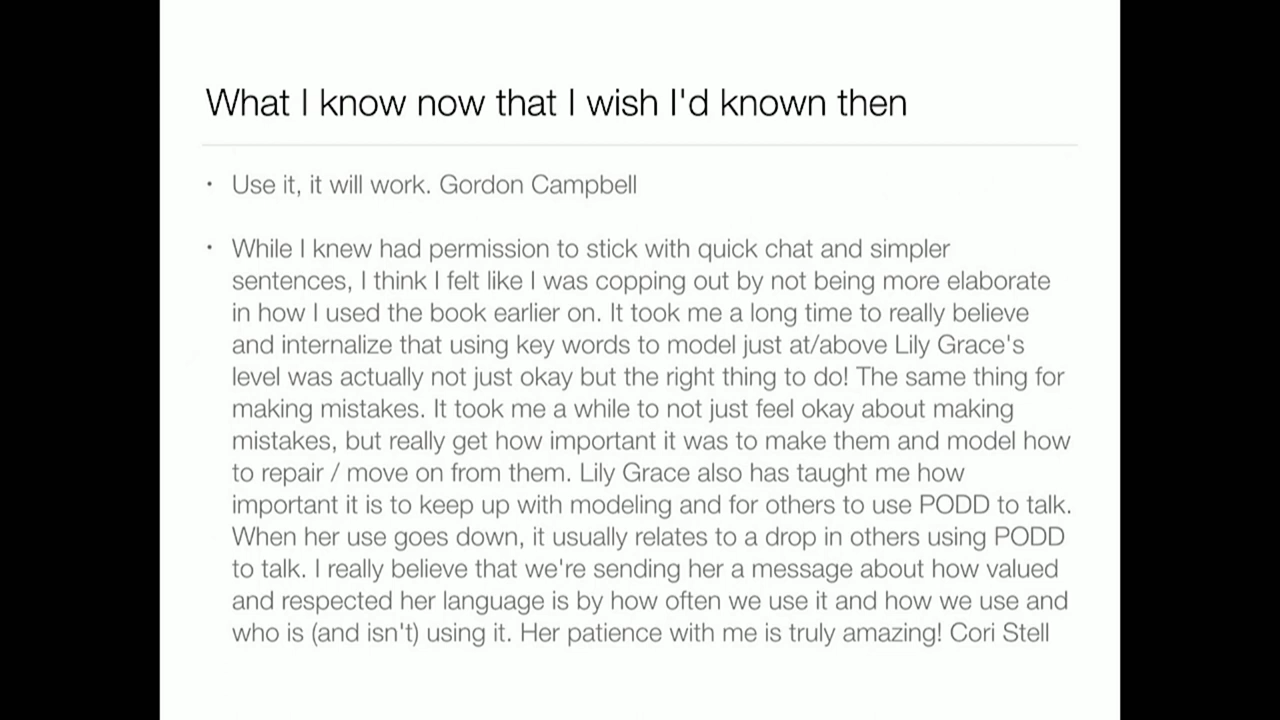 What I know now that I wish I'd known then
• Use it, it will work. Gordon Campbell
• While I knew had permission to stick with quick chat and simpler
sentences, I think I felt like I was copping out by not being more elaborate
in how I used the book earlier on. It took me a long time to really believe
and internalize that using key words to model just at/above Lily Grace's
level was actually not just okay but the right thing to do! The same thing for
making mistakes. It took me a while to not just feel okay about making
mistakes, but really get how important it was to make them and model how
to repair / move on from them. Lily Grace also has taught me how
important it is to keep up with modeling and for others to use PODD to talk.
When her use goes down, it usually relates to a drop in others using PODD
to talk. I really believe that we're sending her a message about how valued
and respected her language is by how often we use it and how we use and
who is (and isn't) using it. Her patience with me is truly amazing! Cori Stell